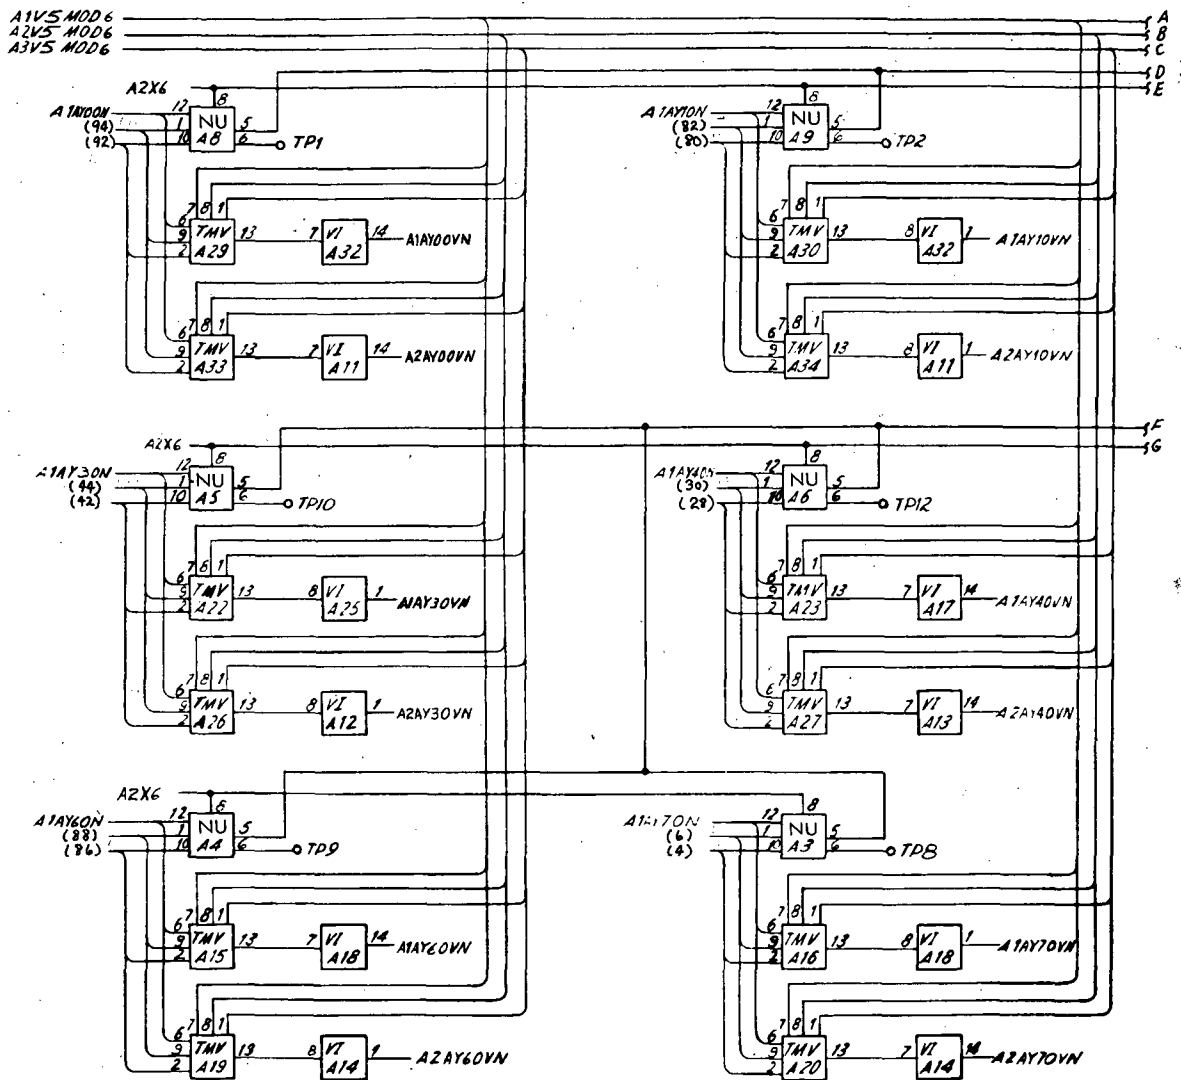 A1V5 MOD6 A
A2V5 MOD6 B
A3V5 MOD6 C
D
A2X6 E
A1AY00N 12 8
(94) 1 NU 5
(92) 10 A8 6 TP1
A1AY10N 12 8
(82) 1 NU 5
(80) 10 A9 6 TP2
7 8 1
6 TMV 13 7 VI 14 A1AY00VN
9 A29 A32
2
7 8 1
6 TMV 13 8 VI 1 A1AY10VN
9 A30 A32
2
7 8 1
6 TMV 13 7 VI 14 A2AY00VN
9 A33 A11
2
7 8 1
6 TMV 13 8 VI 1 A2AY10VN
9 A34 A11
2
F
A2X6 G
A1AY30N 12 8
(44) 1 NU 5
(42) 10 A5 6 TP10
12 8
(30) 1 NU 5
(28) 10 A6 6 TP12
7 8 1
6 TMV 13 8 VI 1 A1AY30VN
9 A22 A25
2
7 8 1
6 TMV 13 7 VI 14 A1AY40VN
9 A23 A17
2
7 8 1
6 TMV 13 8 VI 1 A2AY30VN
9 A26 A12
2
7 8 1
6 TMV 13 7 VI 14 A2AY40VN
9 A27 A13
2
A2X6
A1AY60N 12 8
(88) 1 NU 5
(86) 10 A4 6 TP9
A1AY70N 12 8
(6) 1 NU 5
(4) 10 A3 6 TP8
7 8 1
6 TMV 13 7 VI 14 A1AY60VN
9 A15 A18
2
7 8 1
6 TMV 13 8 VI 1 A1AY70VN
9 A16 A18
2
7 8 1
6 TMV 13 8 VI 1 A2AY60VN
9 A19 A14
2
7 8 1
6 TMV 13 7 VI 14 A2AY70VN
9 A20 A14
2